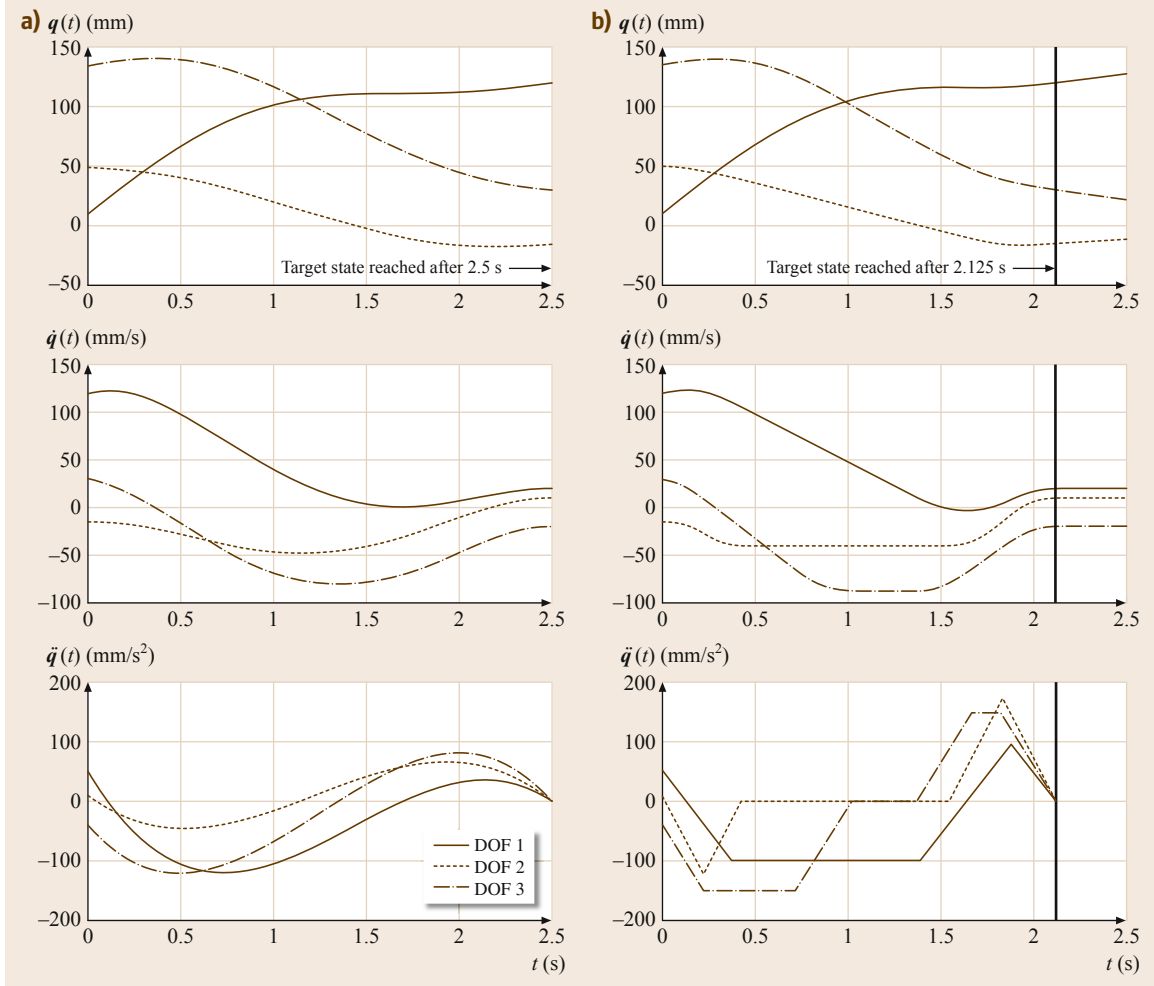 a) q(t) (mm)
150
100
50
0
–50
Target state reached after 2.5 s
0 0.5 1 1.5 2 2.5
q̇(t) (mm/s)
150
100
50
0
–50
–100
0 0.5 1 1.5 2 2.5
q̈(t) (mm/s²)
200
100
0
–100
–200
DOF 1
DOF 2
DOF 3
0 0.5 1 1.5 2 2.5
t (s)
b) q(t) (mm)
150
100
50
0
–50
Target state reached after 2.125 s
0 0.5 1 1.5 2 2.5
q̇(t) (mm/s)
150
100
50
0
–50
–100
0 0.5 1 1.5 2 2.5
q̈(t) (mm/s²)
200
100
0
–100
–200
0 0.5 1 1.5 2 2.5
t (s)